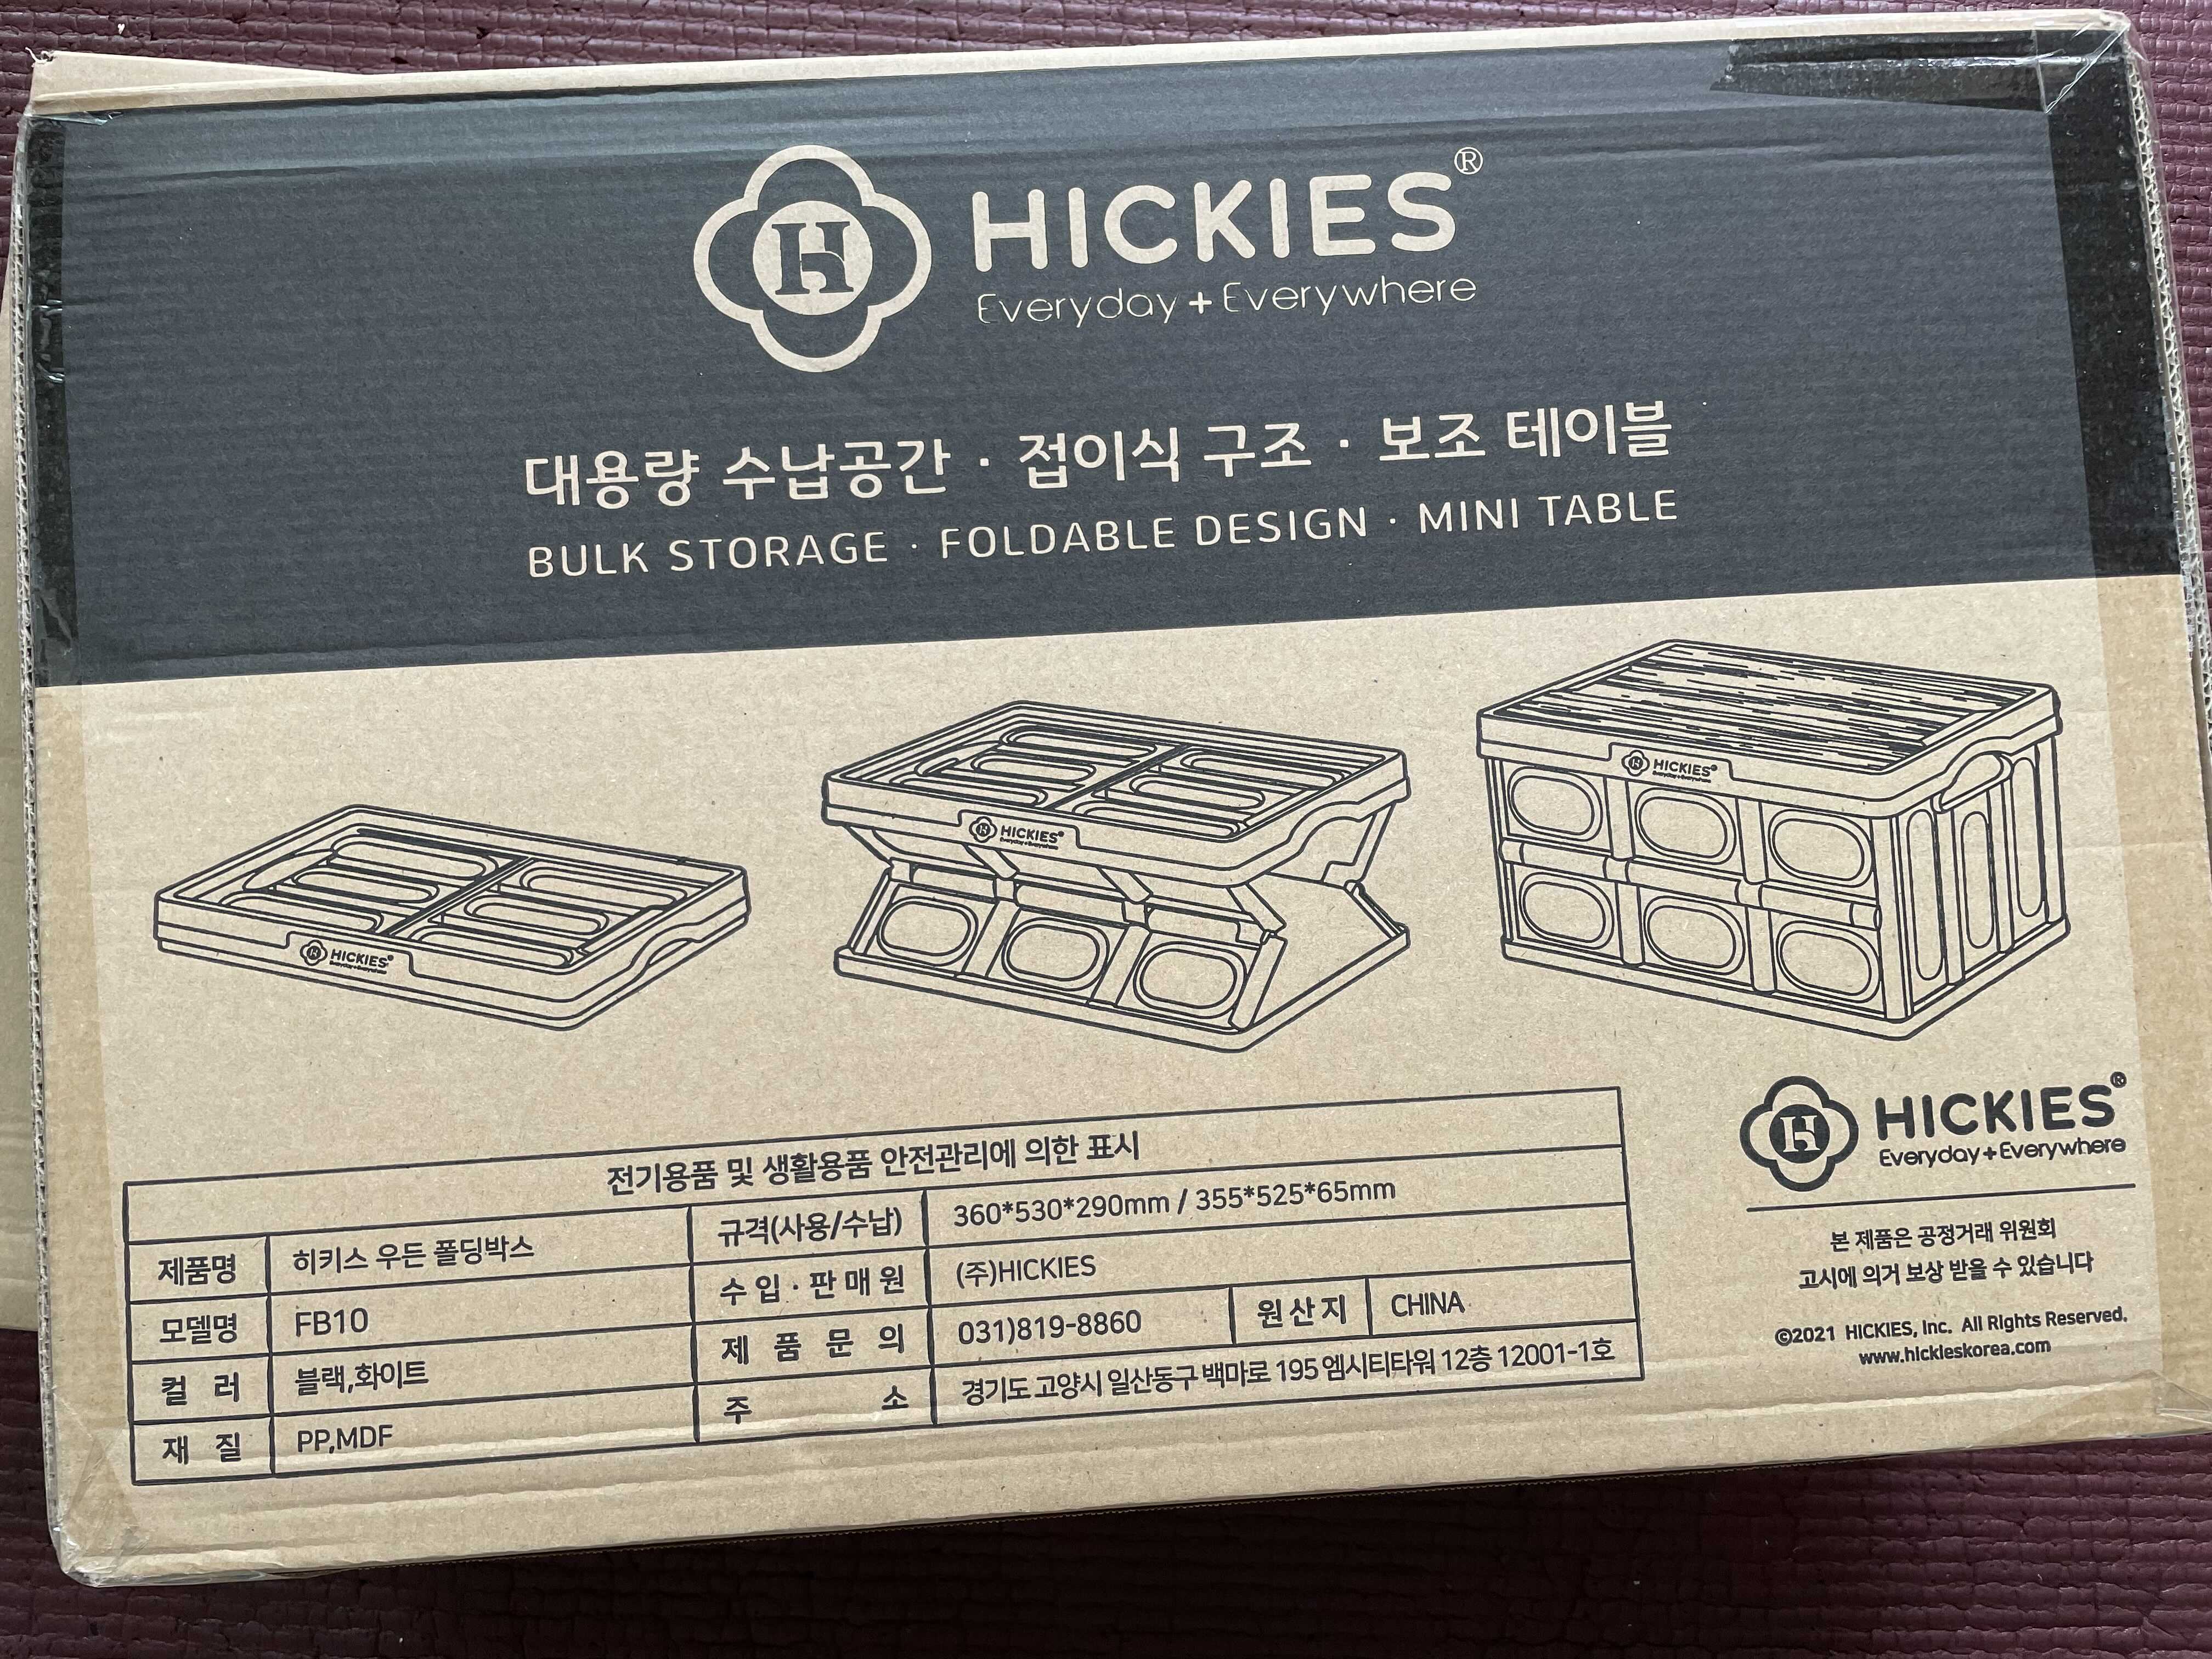 HICKIES®
Everyday + Everywhere
대용량 수납공간 · 접이식 구조 · 보조 테이블
BULK STORAGE · FOLDABLE DESIGN · MINI TABLE
HICKIES®
Everyday+Everywhere
HICKIES®
Everyday+Everywhere
HICKIES®
Everyday+Everywhere
전기용품 및 생활용품 안전관리에 의한 표시
제품명 히키스 우든 폴딩박스
모델명 FB10
컬 러 블랙,화이트
재 질 PP,MDF
규격(사용/수납) 360*530*290mm / 355*525*65mm
수 입 · 판 매 원 (주)HICKIES
제 품 문 의 031)819-8860 원 산 지 CHINA
주 소 경기도 고양시 일산동구 백마로 195 엠시티타워 12층 12001-1호
HICKIES®
Everyday+Everywhere
본 제품은 공정거래 위원회
고시에 의거 보상 받을 수 있습니다
©2021 HICKIES, Inc. All Rights Reserved.
www.hickieskorea.com